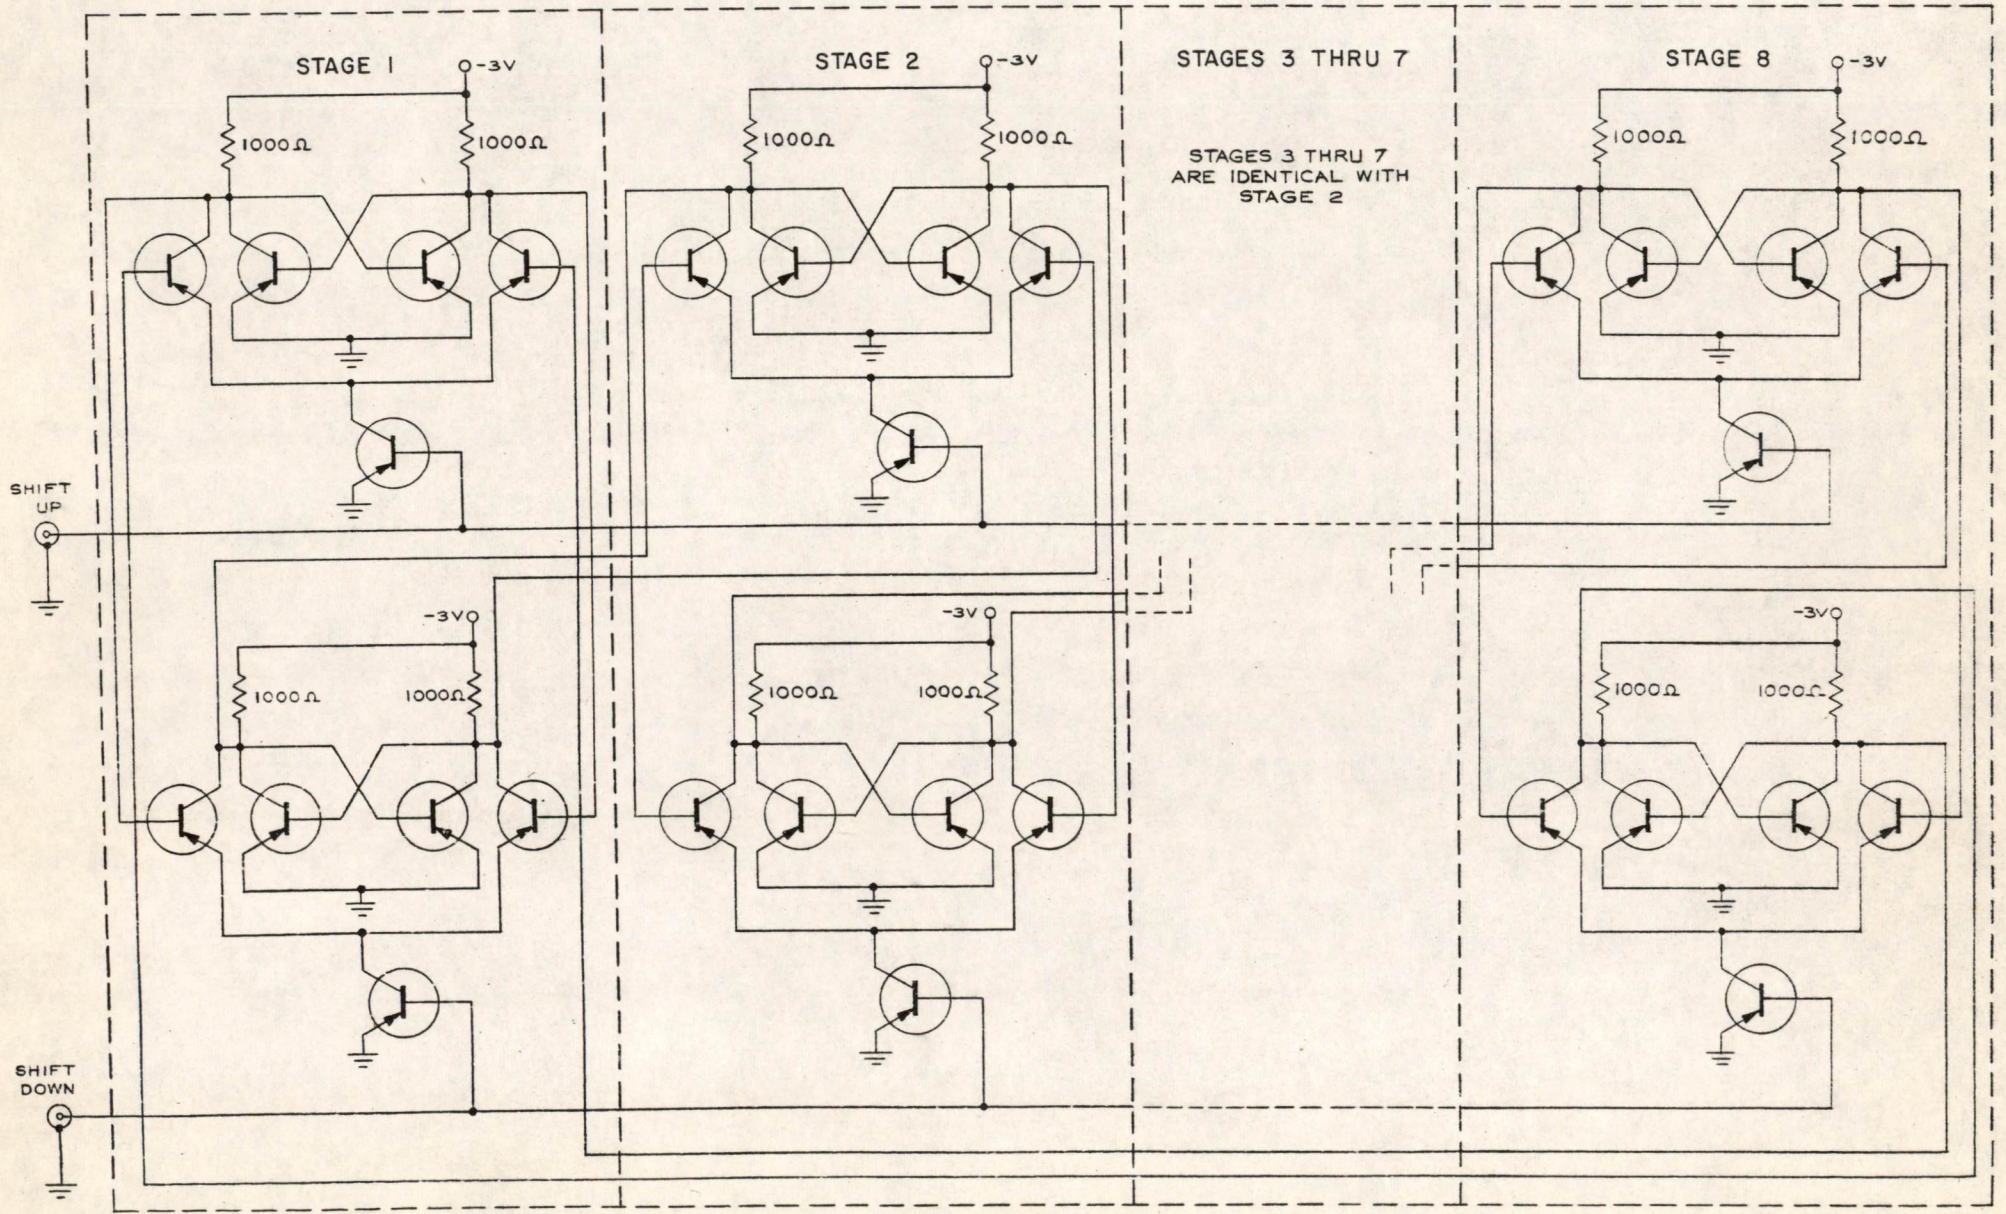 STAGE 1
-3V
STAGE 2
-3V
STAGES 3 THRU 7
STAGE 8
-3V
1000Ω
1000Ω
1000Ω
1000Ω
STAGES 3 THRU 7
ARE IDENTICAL WITH
STAGE 2
1000Ω
1000Ω
SHIFT
UP
-3V
-3V
-3V
1000Ω
1000Ω
1000Ω
1000Ω
1000Ω
1000Ω
SHIFT
DOWN